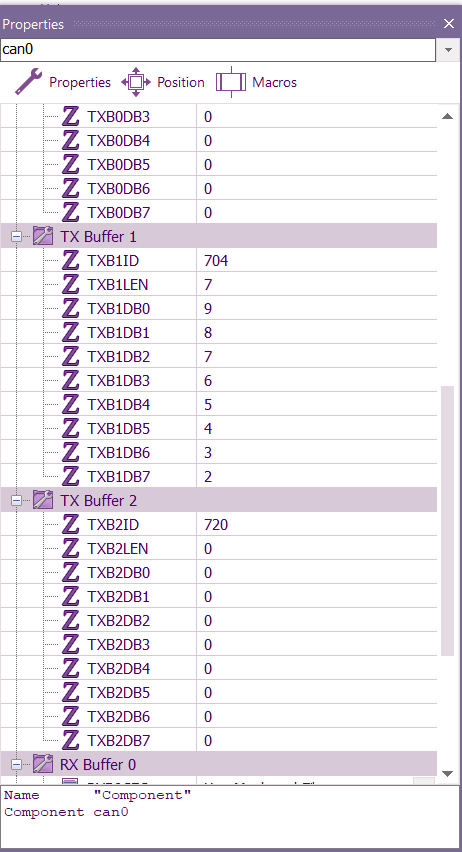 Properties
can0
Properties Position Macros
TXB0DB3 0
TXB0DB4 0
TXB0DB5 0
TXB0DB6 0
TXB0DB7 0
TX Buffer 1
TXB1ID 704
TXB1LEN 7
TXB1DB0 9
TXB1DB1 8
TXB1DB2 7
TXB1DB3 6
TXB1DB4 5
TXB1DB5 4
TXB1DB6 3
TXB1DB7 2
TX Buffer 2
TXB2ID 720
TXB2LEN 0
TXB2DB0 0
TXB2DB1 0
TXB2DB2 0
TXB2DB3 0
TXB2DB4 0
TXB2DB5 0
TXB2DB6 0
TXB2DB7 0
RX Buffer 0
Name "Component"
Component can0